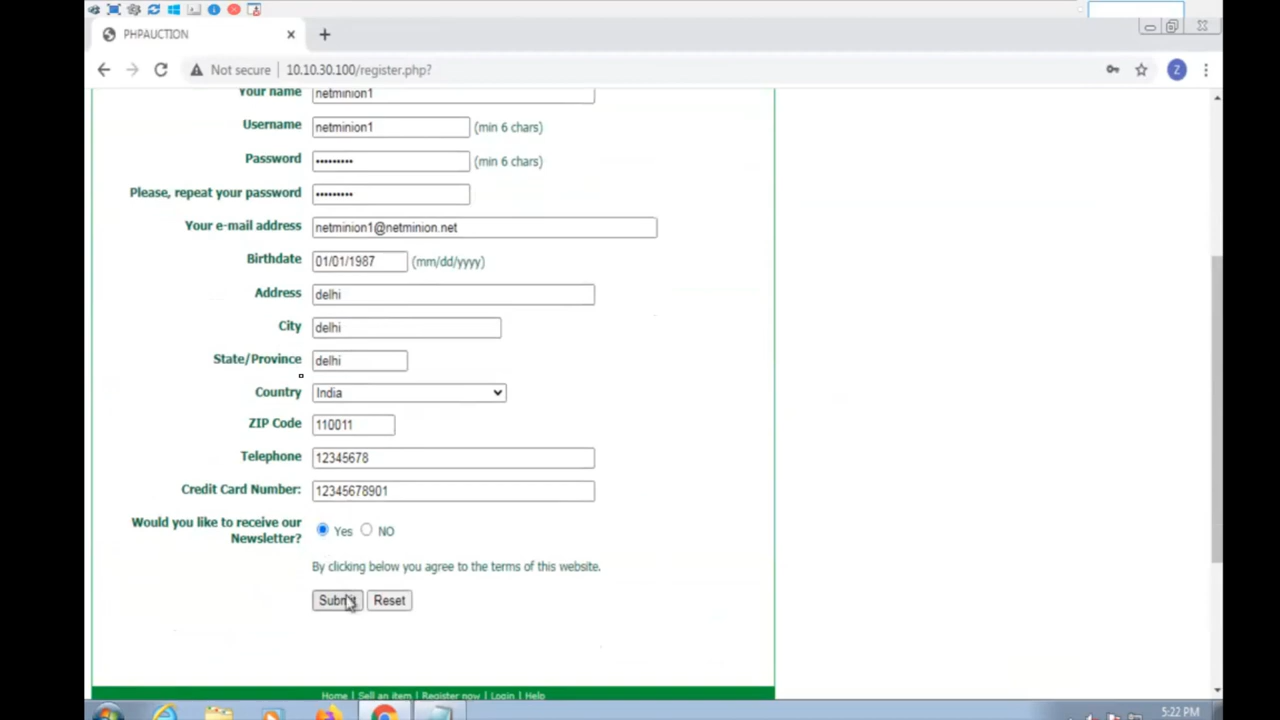 PHPAUCTION
Not secure 10.10.30.100/register.php?
Z
Your name netminion1
Username netminion1 (min 6 chars)
Password ••••••••• (min 6 chars)
Please, repeat your password •••••••••
Your e-mail address netminion1@netminion.net
Birthdate 01/01/1987 (mm/dd/yyyy)
Address delhi
City delhi
State/Province delhi
Country India
ZIP Code 110011
Telephone 12345678
Credit Card Number: 12345678901
Would you like to receive our
Newsletter? Yes NO
By clicking below you agree to the terms of this website.
Submit Reset
Home | Sell an item | Register now | Login | Help
5:22 PM